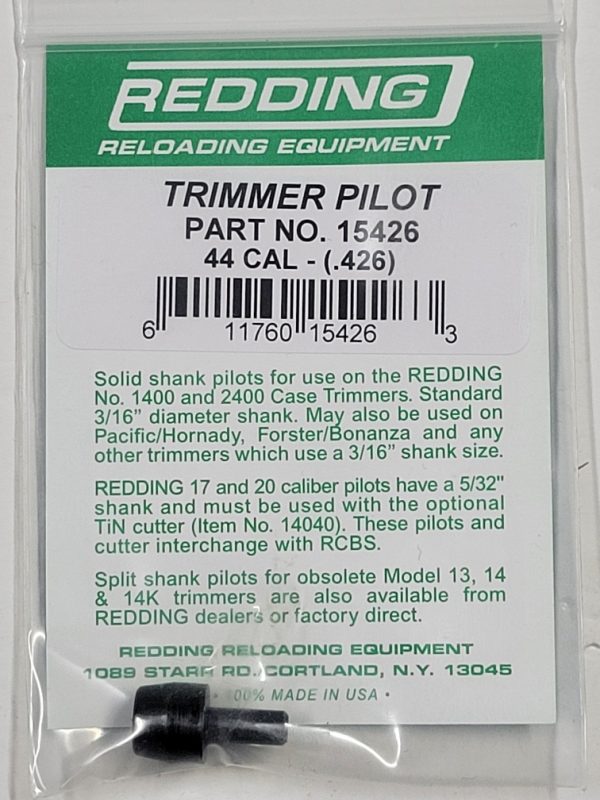 REDDING
RELOADING EQUIPMENT
TRIMMER PILOT
PART NO. 15426
44 CAL - (.426)
6 11760 15426 3
Solid shank pilots for use on the REDDING
No. 1400 and 2400 Case Trimmers. Standard
3/16” diameter shank. May also be used on
Pacific/Hornady, Forster/Bonanza and any
other trimmers which use a 3/16” shank size.
REDDING 17 and 20 caliber pilots have a 5/32"
shank and must be used with the optional
TiN cutter (Item No. 14040). These pilots and
cutter interchange with RCBS.
Split shank pilots for obsolete Model 13, 14
& 14K trimmers are also available from
REDDING dealers or factory direct.
REDDING RELOADING EQUIPMENT
1089 STARR RD. CORTLAND, N.Y. 13045
• 100% MADE IN USA •